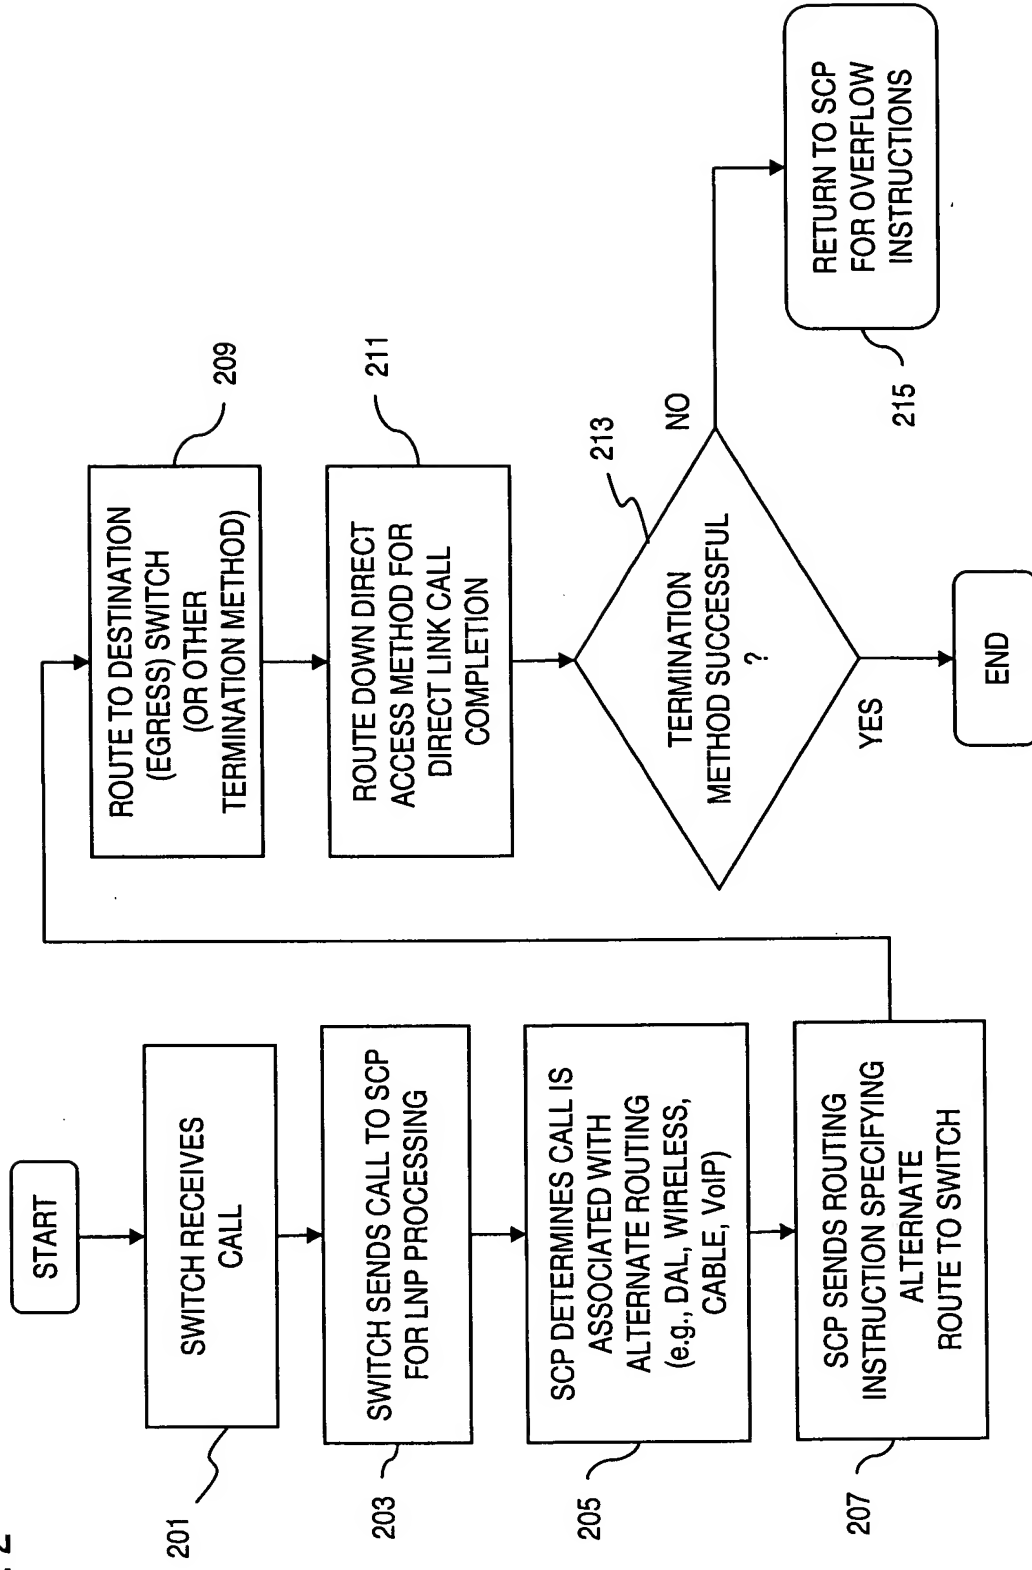 START
SWITCH RECEIVES
CALL
201
SWITCH SENDS CALL TO SCP
FOR LNP PROCESSING
203
SCP DETERMINES CALL IS
ASSOCIATED WITH
ALTERNATE ROUTING
(e.g., DAL, WIRELESS,
CABLE, VoIP)
205
SCP SENDS ROUTING
INSTRUCTION SPECIFYING
ALTERNATE
ROUTE TO SWITCH
207
ROUTE TO DESTINATION
(EGRESS) SWITCH
(OR OTHER
TERMINATION METHOD)
209
ROUTE DOWN DIRECT
ACCESS METHOD FOR
DIRECT LINK CALL
COMPLETION
211
TERMINATION
METHOD SUCCESSFUL
?
213
NO
YES
RETURN TO SCP
FOR OVERFLOW
INSTRUCTIONS
215
END